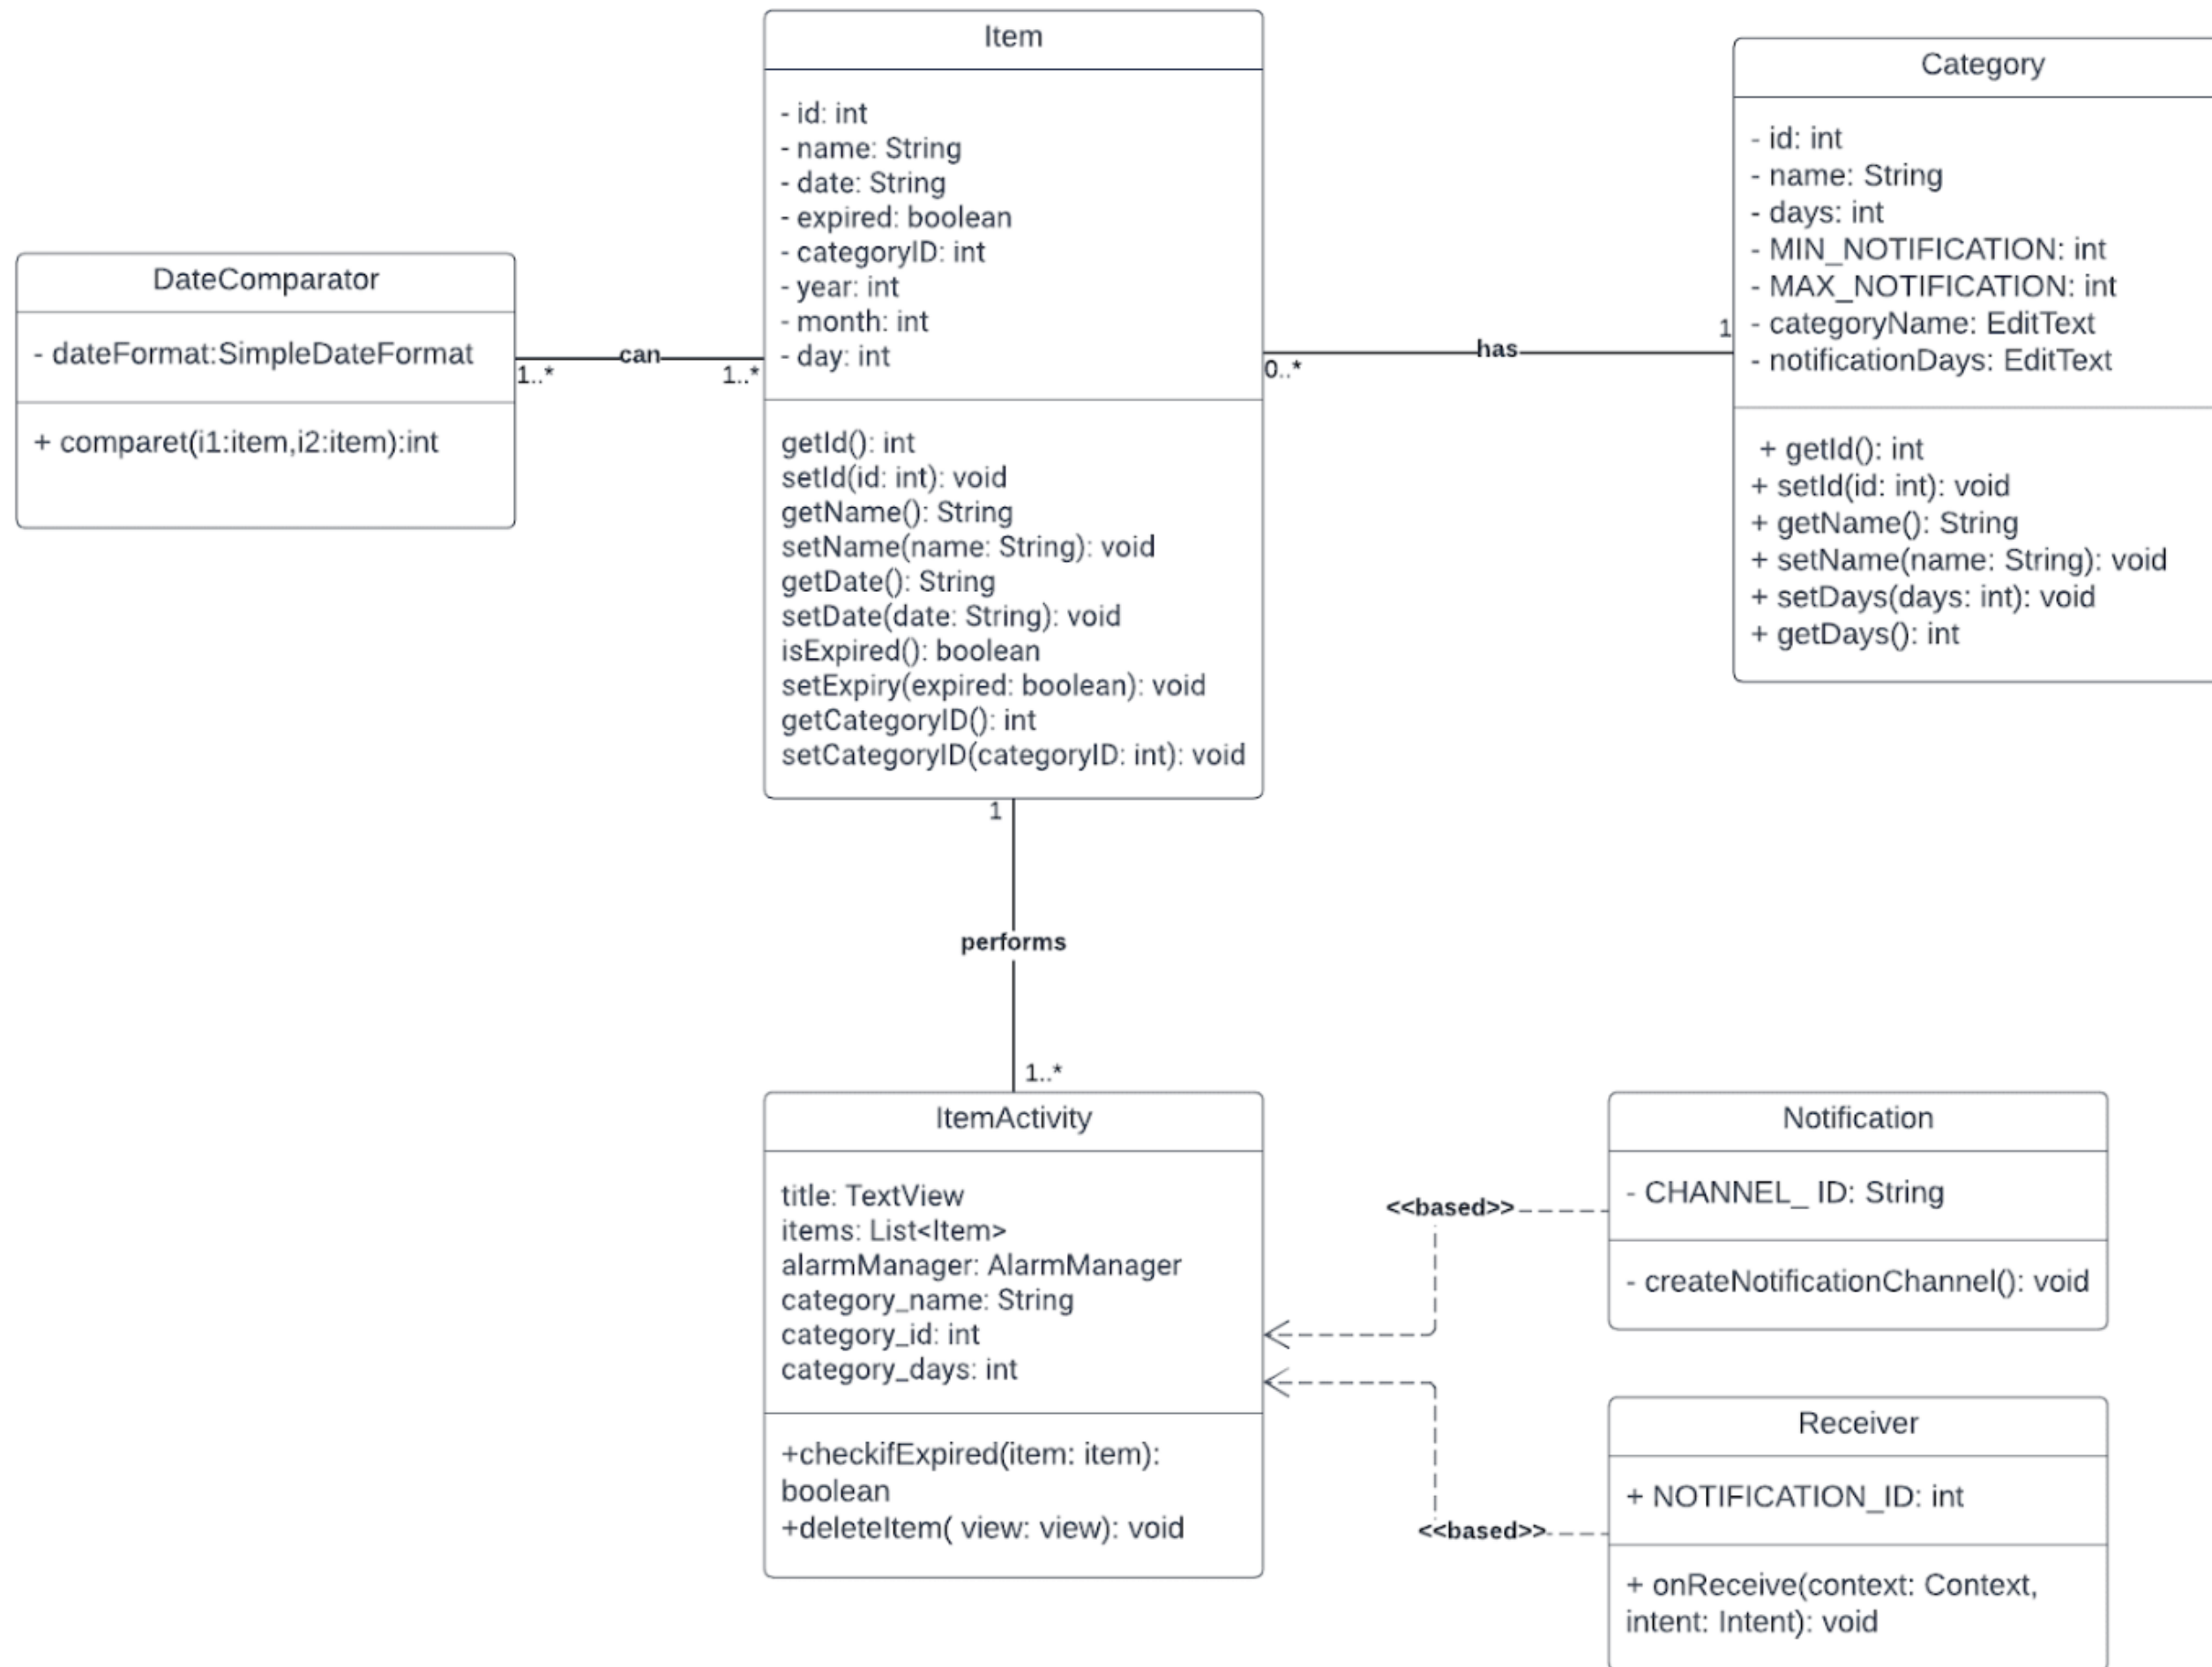 Item
- id: int
- name: String
- date: String
- expired: boolean
- categoryID: int
- year: int
- month: int
- day: int
getId(): int
setId(id: int): void
getName(): String
setName(name: String): void
getDate(): String
setDate(date: String): void
isExpired(): boolean
setExpiry(expired: boolean): void
getCategoryID(): int
setCategoryID(categoryID: int): void
Category
- id: int
- name: String
- days: int
- MIN_NOTIFICATION: int
- MAX_NOTIFICATION: int
- categoryName: EditText
- notificationDays: EditText
+ getId(): int
+ setId(id: int): void
+ getName(): String
+ setName(name: String): void
+ setDays(days: int): void
+ getDays(): int
DateComparator
- dateFormat:SimpleDateFormat
+ comparet(i1:item,i2:item):int
can
1..*
1..*
has
0..*
1
1
performs
1..*
ItemActivity
title: TextView
items: List<Item>
alarmManager: AlarmManager
category_name: String
category_id: int
category_days: int
+checkifExpired(item: item):
boolean
+deleteItem( view: view): void
<<based>>
<<based>>
Notification
- CHANNEL_ ID: String
- createNotificationChannel(): void
Receiver
+ NOTIFICATION_ID: int
+ onReceive(context: Context,
intent: Intent): void